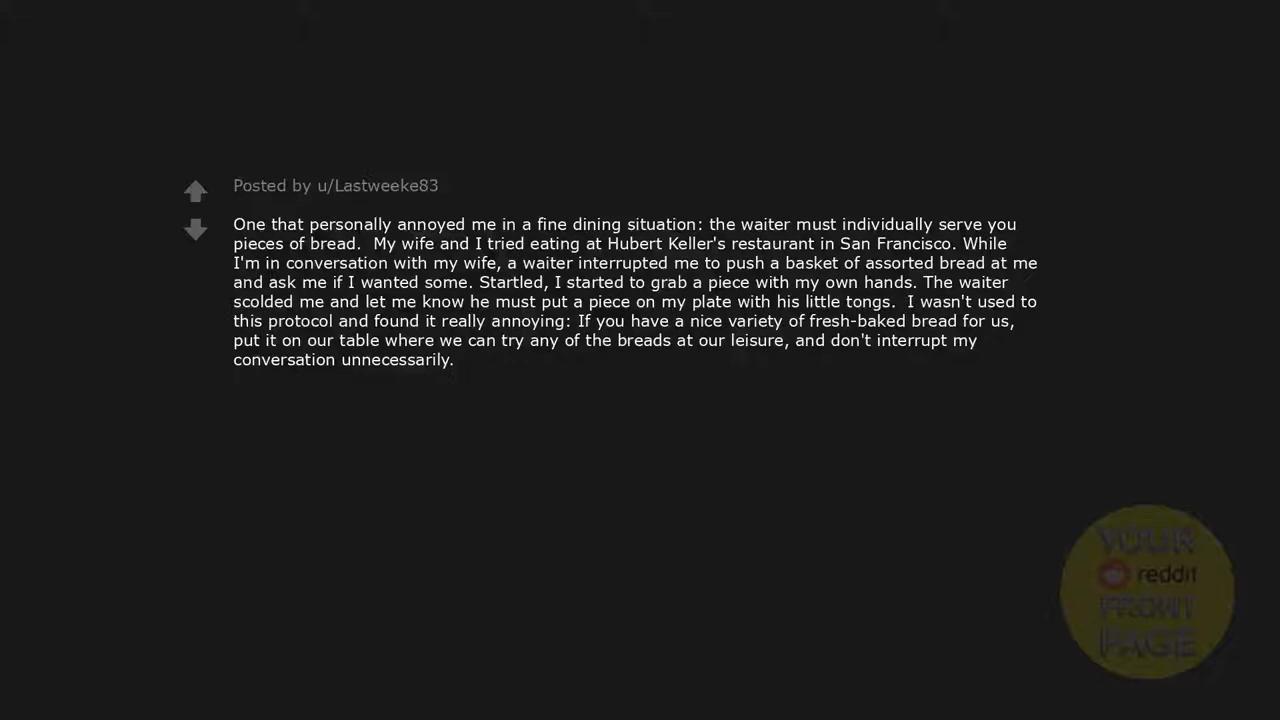 Posted by u/Lastweeke83
One that personally annoyed me in a fine dining situation: the waiter must individually serve you
pieces of bread.  My wife and I tried eating at Hubert Keller's restaurant in San Francisco. While
I'm in conversation with my wife, a waiter interrupted me to push a basket of assorted bread at me
and ask me if I wanted some. Startled, I started to grab a piece with my own hands. The waiter
scolded me and let me know he must put a piece on my plate with his little tongs.  I wasn't used to
this protocol and found it really annoying: If you have a nice variety of fresh-baked bread for us,
put it on our table where we can try any of the breads at our leisure, and don't interrupt my
conversation unnecessarily.
YOUR
reddit
FRONT
PAGE